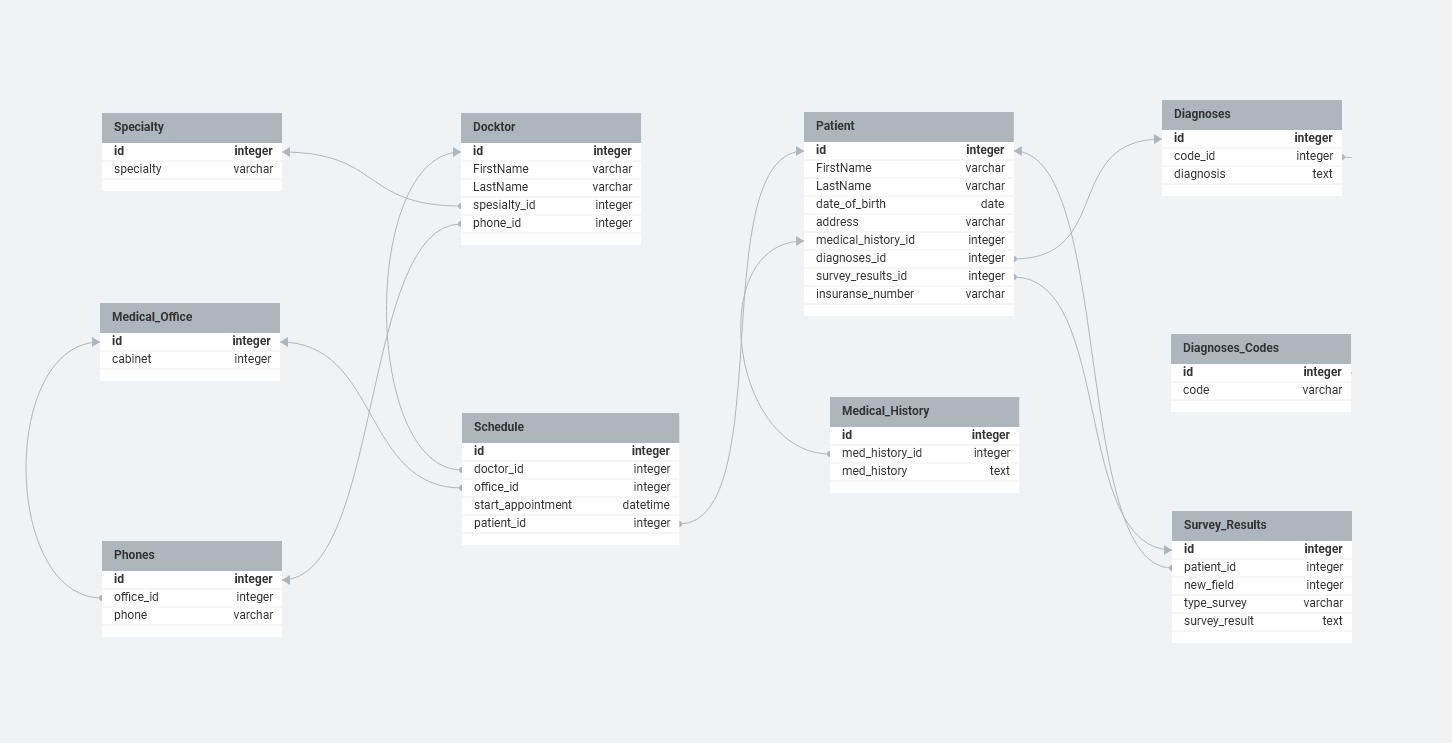 Specialty
id integer
specialty varchar
Docktor
id integer
FirstName varchar
LastName varchar
spesialty_id integer
phone_id integer
Patient
id integer
FirstName varchar
LastName varchar
date_of_birth date
address varchar
medical_history_id integer
diagnoses_id integer
survey_results_id integer
insuranse_number varchar
Diagnoses
id integer
code_id integer
diagnosis text
Medical_Office
id integer
cabinet integer
Schedule
id integer
doctor_id integer
office_id integer
start_appointment datetime
patient_id integer
Medical_History
id integer
med_history_id integer
med_history text
Diagnoses_Codes
id integer
code varchar
Phones
id integer
office_id integer
phone varchar
Survey_Results
id integer
patient_id integer
new_field integer
type_survey varchar
survey_result text